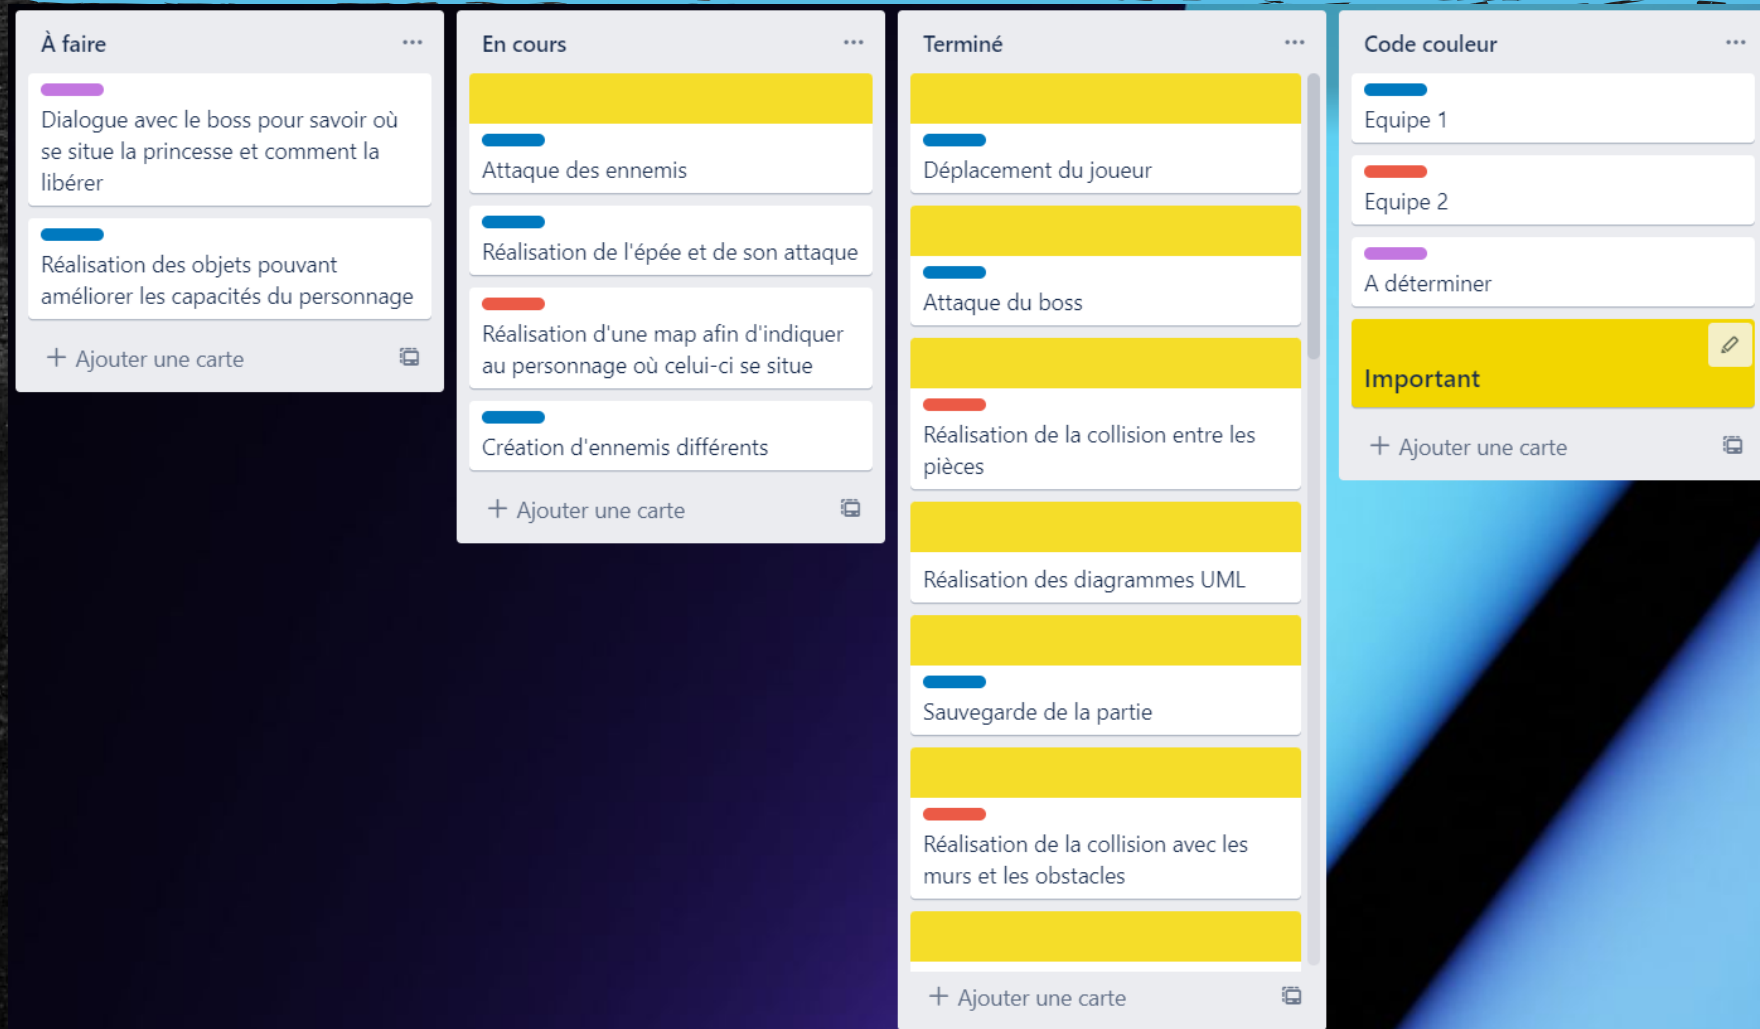 À faire
Dialogue avec le boss pour savoir où
se situe la princesse et comment la
libérer
Réalisation des objets pouvant
améliorer les capacités du personnage
+ Ajouter une carte
En cours
Attaque des ennemis
Réalisation de l'épée et de son attaque
Réalisation d'une map afin d'indiquer
au personnage où celui-ci se situe
Création d'ennemis différents
+ Ajouter une carte
Terminé
Déplacement du joueur
Attaque du boss
Réalisation de la collision entre les
pièces
Réalisation des diagrammes UML
Sauvegarde de la partie
Réalisation de la collision avec les
murs et les obstacles
+ Ajouter une carte
Code couleur
Equipe 1
Equipe 2
A déterminer
Important
+ Ajouter une carte